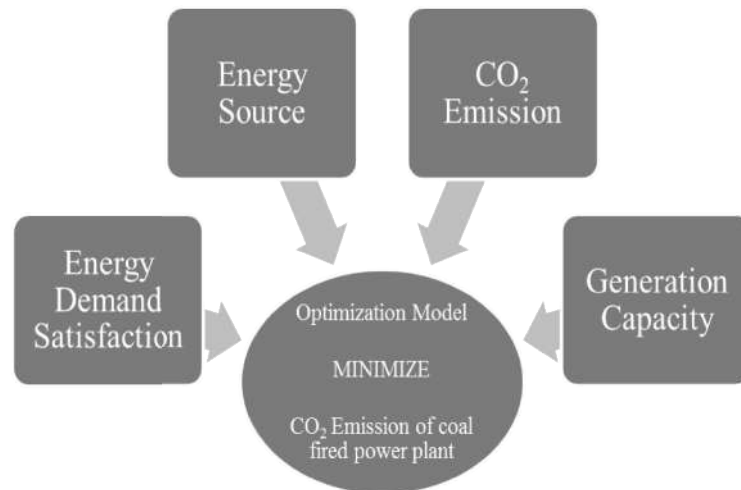 Energy
Source
CO₂
Emission
Energy
Demand
Satisfaction
Generation
Capacity
Optimization Model
MINIMIZE
CO₂ Emission of coal
fired power plant